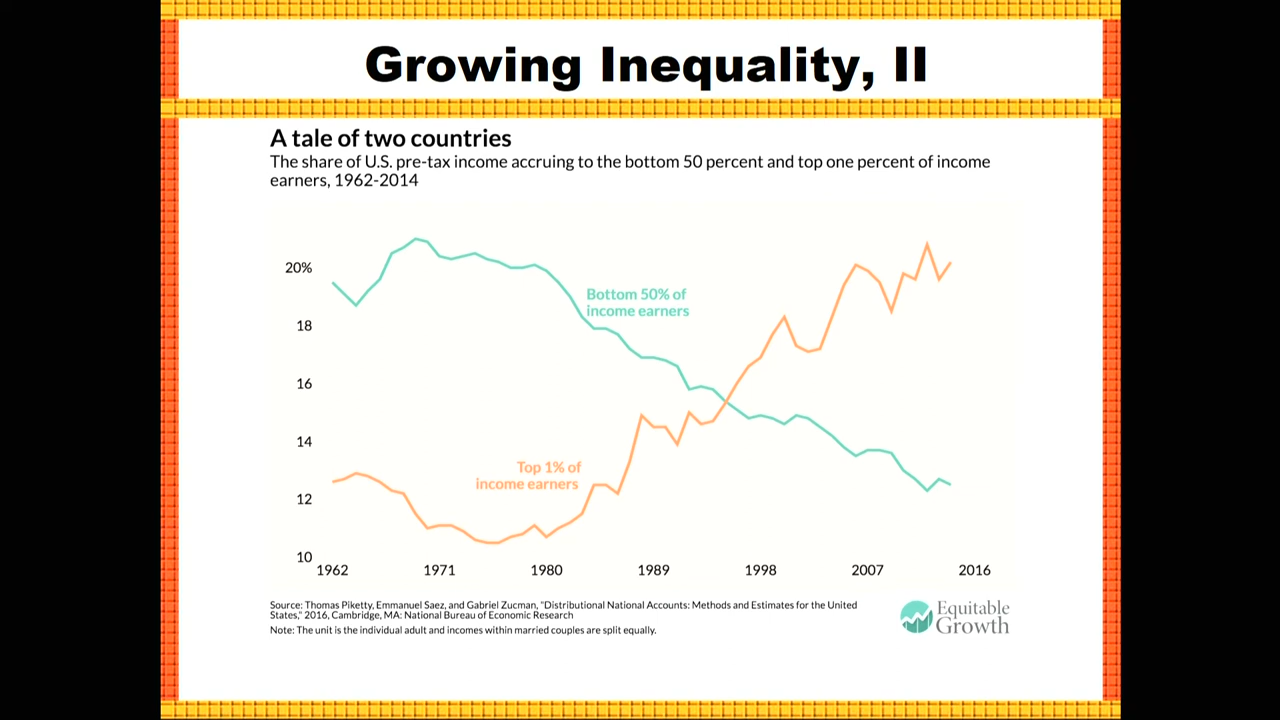 Growing Inequality, II
A tale of two countries
The share of U.S. pre-tax income accruing to the bottom 50 percent and top one percent of income
earners, 1962-2014
20%
18
16
14
12
10
Bottom 50% of
income earners
Top 1% of
income earners
1962 1971 1980 1989 1998 2007 2016
Source: Thomas Piketty, Emmanuel Saez, and Gabriel Zucman, "Distributional National Accounts: Methods and Estimates for the United
States," 2016, Cambridge, MA: National Bureau of Economic Research
Note: The unit is the individual adult and incomes within married couples are split equally.
Equitable
Growth